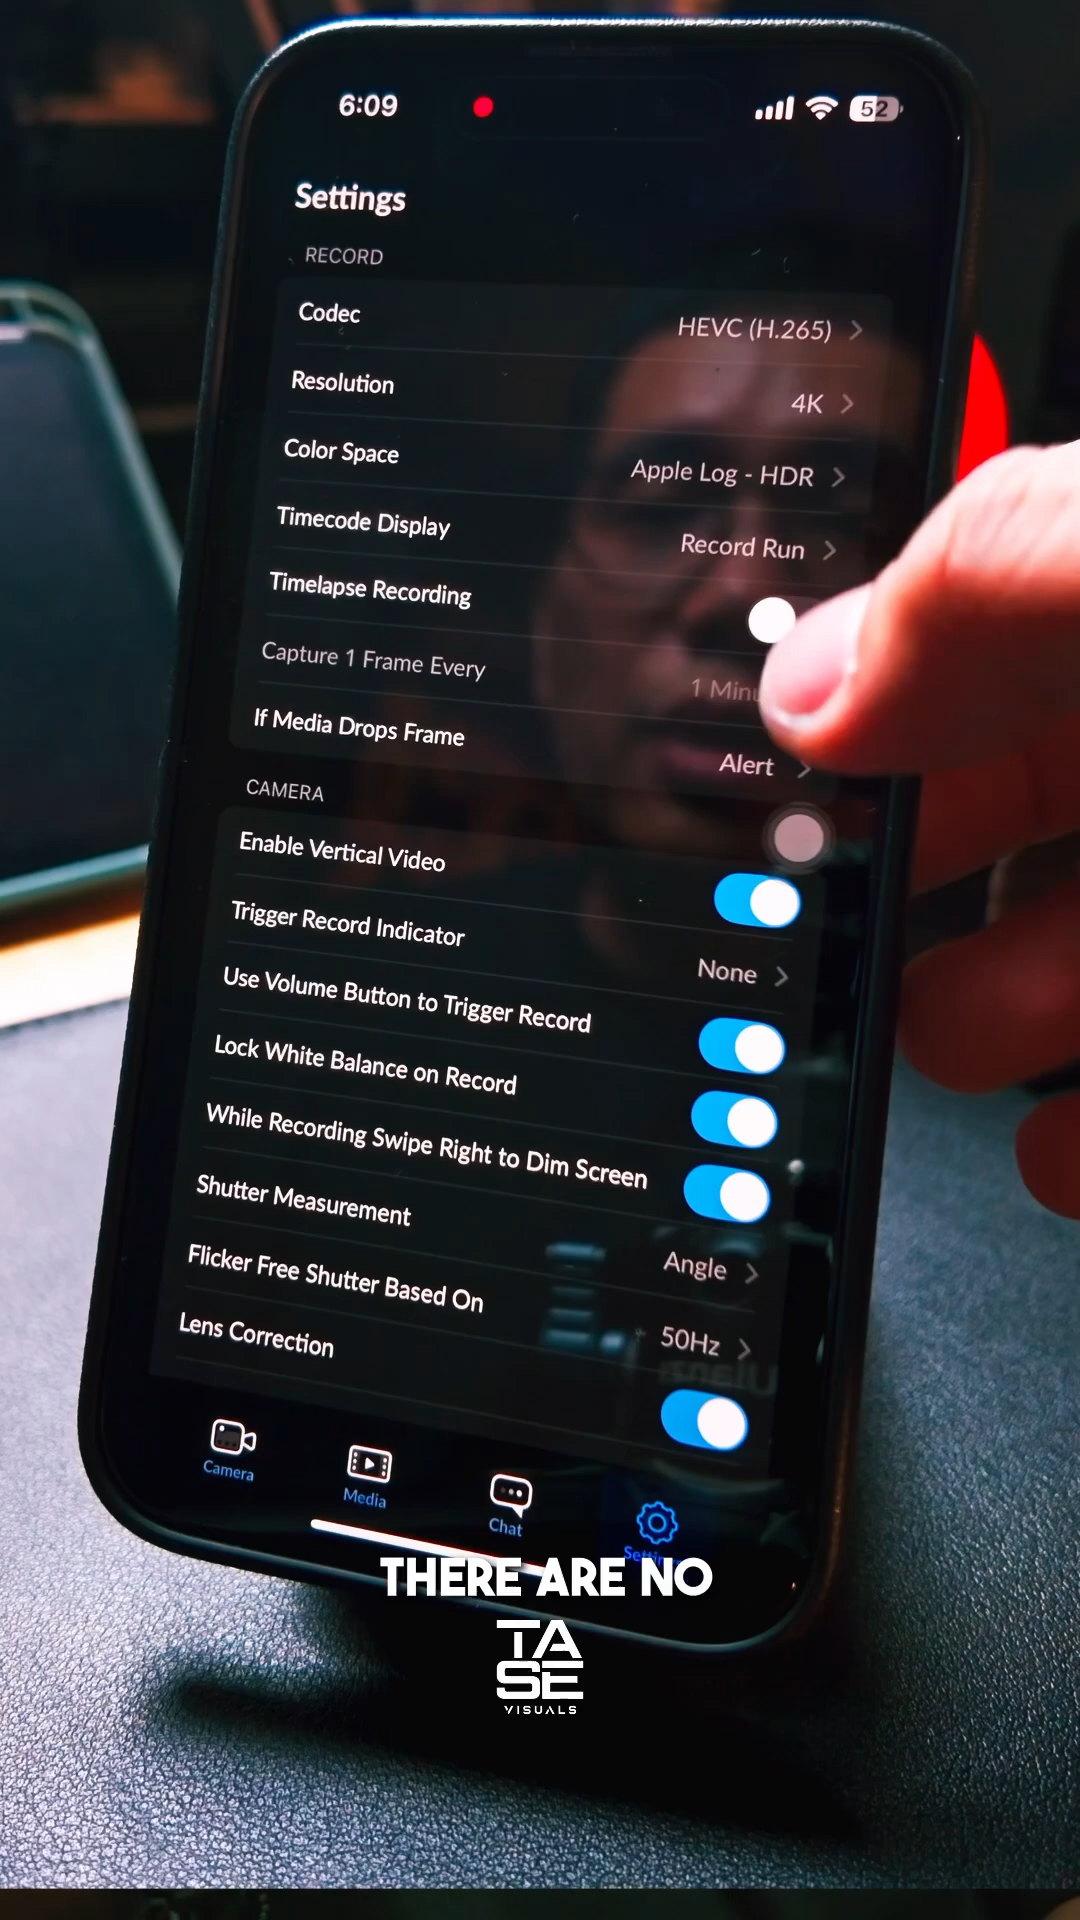 6:09
52
Settings
RECORD
Codec
HEVC (H.265)
Resolution
4K
Color Space
Apple Log - HDR
Timecode Display
Record Run
Timelapse Recording
Capture 1 Frame Every
1
If Media Drops Frame
Alert
CAMERA
Enable Vertical Video
Trigger Record Indicator
None
Use Volume Button to Trigger Record
Lock White Balance on Record
While Recording Swipe Right to Dim Screen
Shutter Measurement
Angle
Flicker Free Shutter Based On
50Hz
Lens Correction
Camera
Media
Chat
Settings
THERE ARE NO
TA
SE
VISUALS